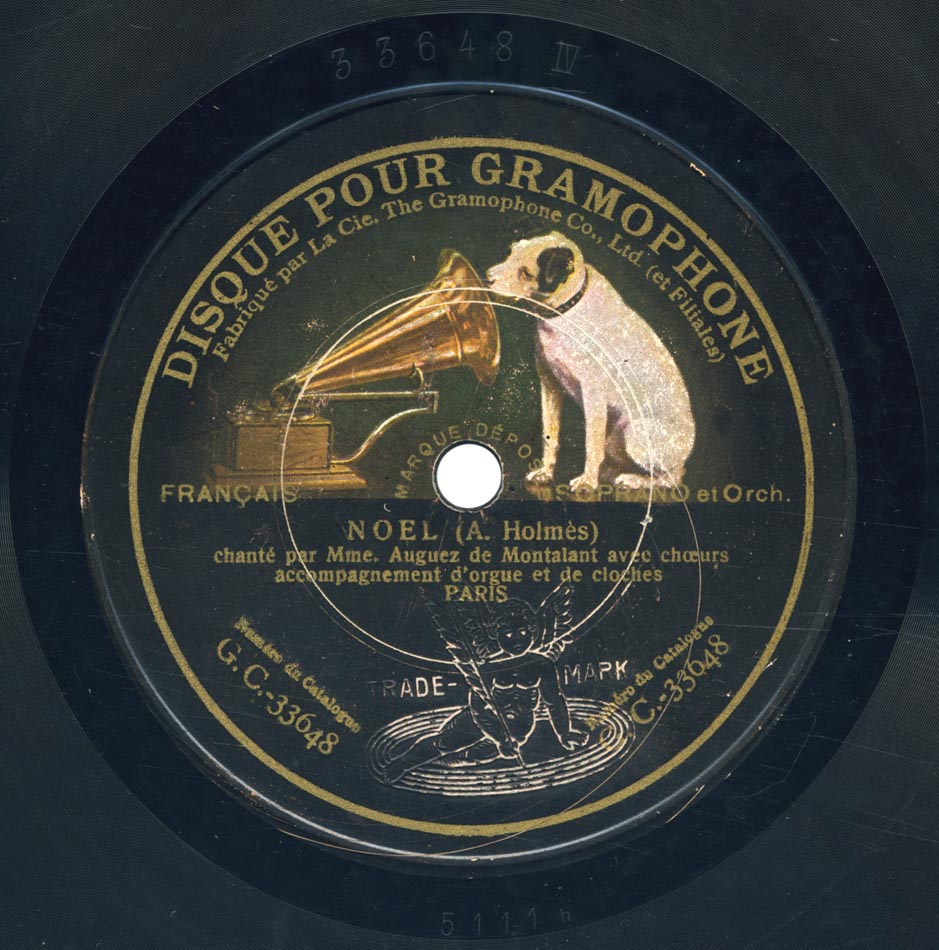 33648 IV
DISQUE POUR GRAMOPHONE
Fabriqué par La Cie. The Gramophone Co., Ltd. (et Filiales)
MARQUE DÉPOSÉ
FRANÇAIS
SOPRANO et Orch.
NOEL (A. Holmès)
chanté par Mme. Auguez de Montalant avec chœurs
accompagnement d'orgue et de cloches
PARIS
TRADE-MARK
Numéro du Catalogue
G. C.-33648
Numéro du Catalogue
C.-33648
5111h